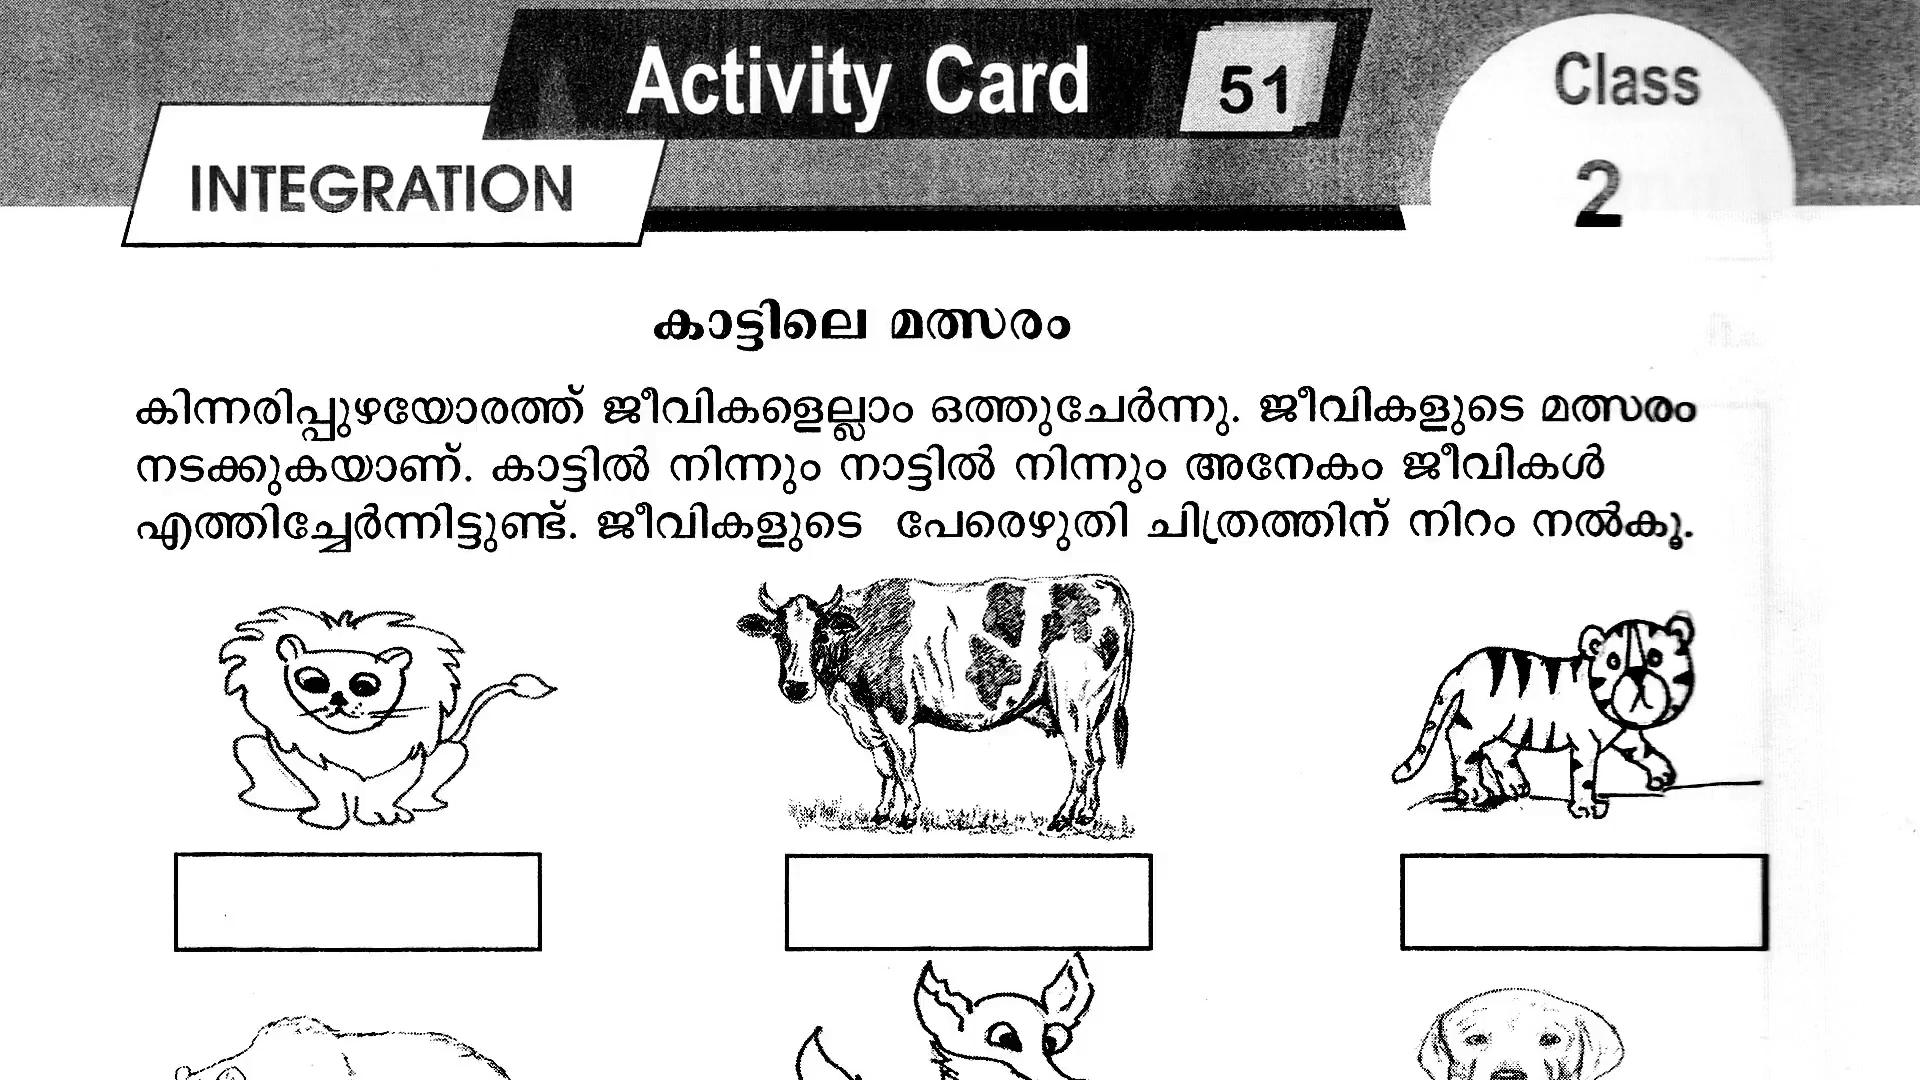 Activity Card 51
Class
2
INTEGRATION
കാട്ടിലെ മത്സരം
കിന്നരിപ്പുഴയോരത്ത് ജീവികളെല്ലാം ഒത്തുചേർന്നു. ജീവികളുടെ മത്സരം
നടക്കുകയാണ്. കാട്ടിൽ നിന്നും നാട്ടിൽ നിന്നും അനേകം ജീവികൾ
എത്തിച്ചേർന്നിട്ടുണ്ട്. ജീവികളുടെ പേരെഴുതി ചിത്രത്തിന് നിറം നൽകൂ.